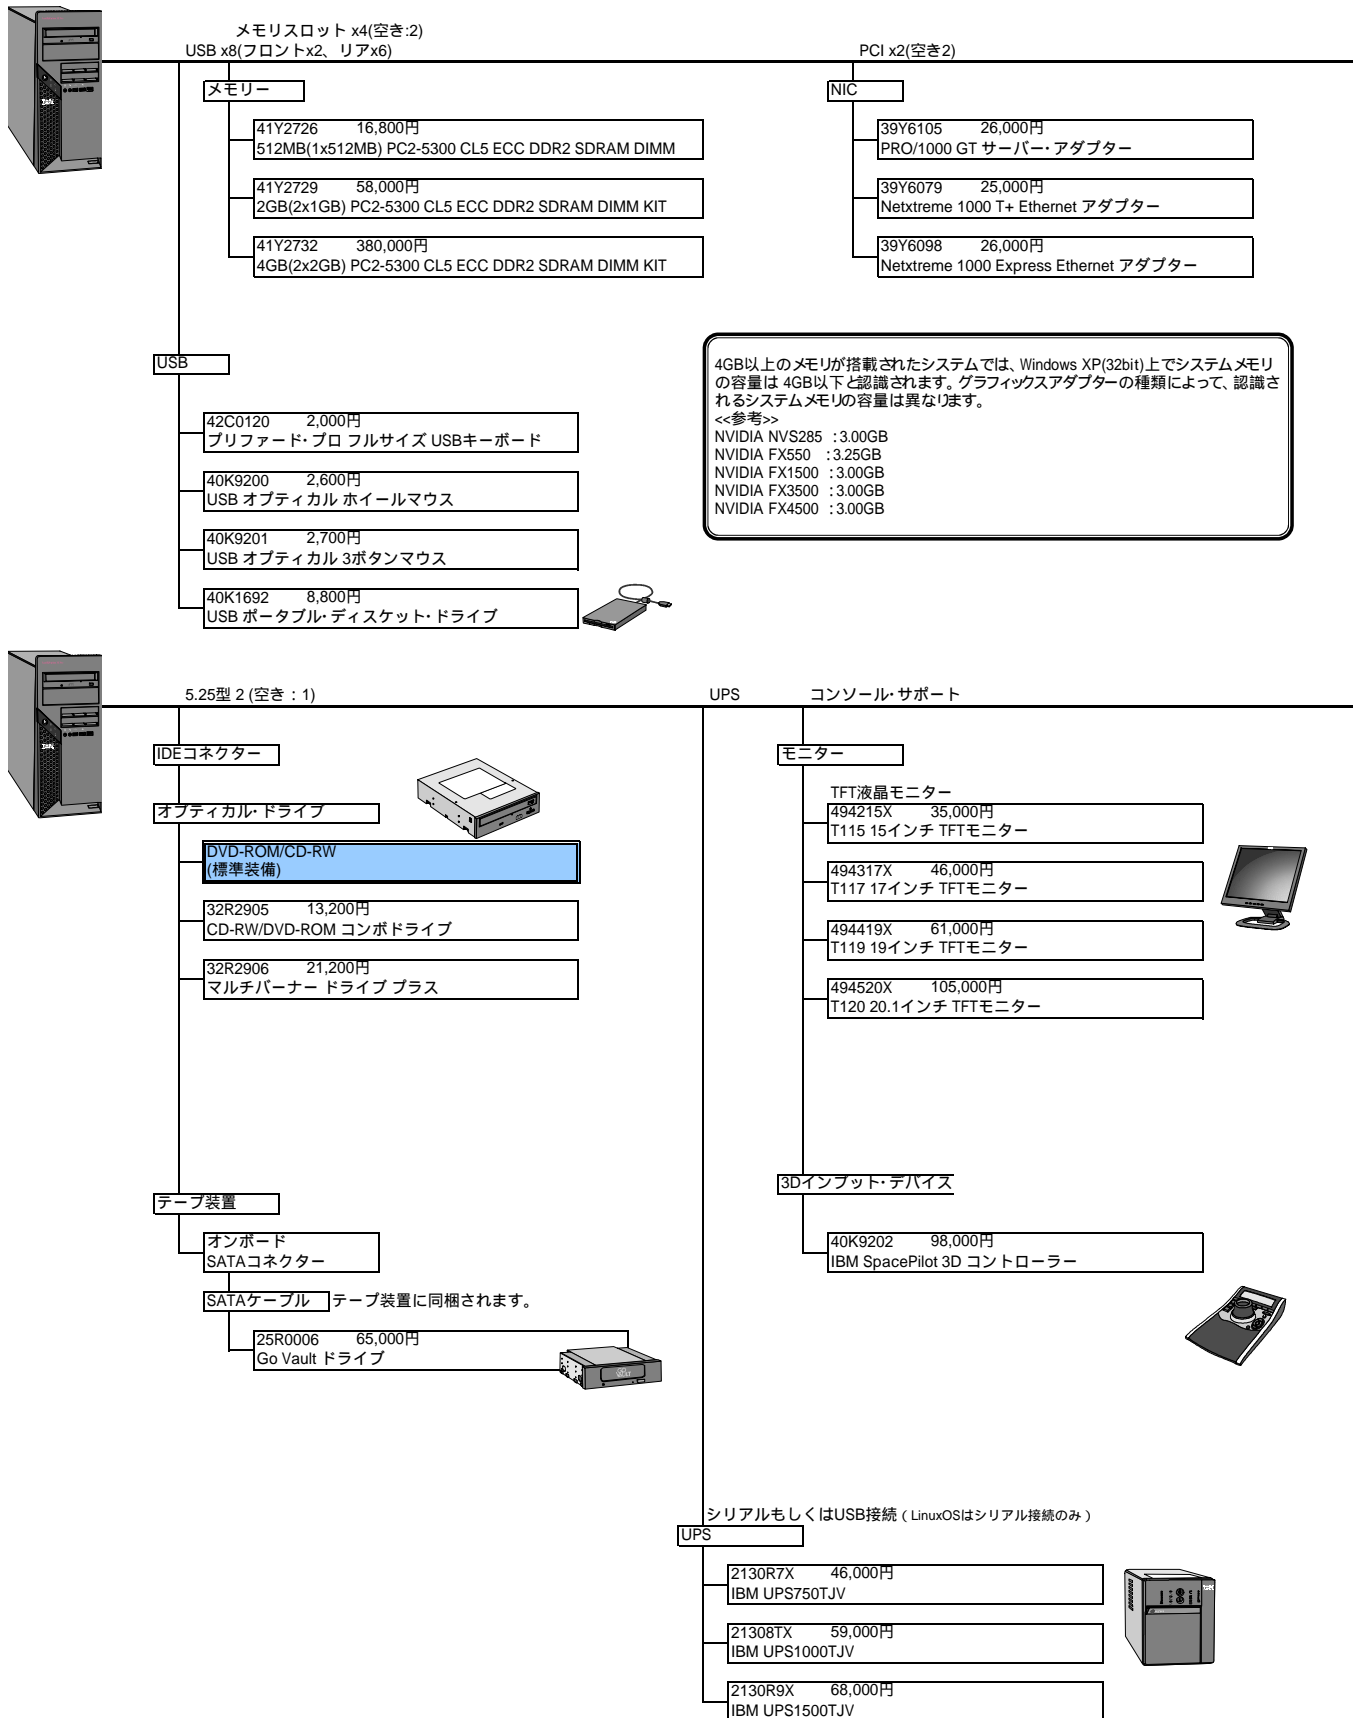 メモリスロット x4(空き:2)
USB x8(フロントx2、リアx6)
PCI x2(空き2)
メモリー
41Y2726 16,800円
512MB(1x512MB) PC2-5300 CL5 ECC DDR2 SDRAM DIMM
41Y2729 58,000円
2GB(2x1GB) PC2-5300 CL5 ECC DDR2 SDRAM DIMM KIT
41Y2732 380,000円
4GB(2x2GB) PC2-5300 CL5 ECC DDR2 SDRAM DIMM KIT
NIC
39Y6105 26,000円
PRO/1000 GT サーバー・アダプター
39Y6079 25,000円
Netxtreme 1000 T+ Ethernet アダプター
39Y6098 26,000円
Netxtreme 1000 Express Ethernet アダプター
4GB以上のメモリが搭載されたシステムでは、Windows XP(32bit)上でシステムメモリ
の容量は 4GB以下と認識されます。グラフィックスアダプターの種類によって、認識さ
れるシステムメモリの容量は異なります。
<<参考>>
NVIDIA NVS285 :3.00GB
NVIDIA FX550 :3.25GB
NVIDIA FX1500 :3.00GB
NVIDIA FX3500 :3.00GB
NVIDIA FX4500 :3.00GB
USB
42C0120 2,000円
プリファード・プロ フルサイズ USBキーボード
40K9200 2,600円
USB オプティカル ホイールマウス
40K9201 2,700円
USB オプティカル 3ボタンマウス
40K1692 8,800円
USB ポータブル・ディスケット・ドライブ
5.25型 2 (空き:1)
UPS
コンソール・サポート
IDEコネクター
オプティカル・ドライブ
DVD-ROM/CD-RW
(標準装備)
32R2905 13,200円
CD-RW/DVD-ROM コンボドライブ
32R2906 21,200円
マルチバーナー ドライブ プラス
モニター
TFT液晶モニター
494215X 35,000円
T115 15インチ TFTモニター
494317X 46,000円
T117 17インチ TFTモニター
494419X 61,000円
T119 19インチ TFTモニター
494520X 105,000円
T120 20.1インチ TFTモニター
テープ装置
オンボード
SATAコネクター
SATAケーブル テープ装置に同梱されます。
25R0006 65,000円
Go Vault ドライブ
3Dインプット・デバイス
40K9202 98,000円
IBM SpacePilot 3D コントローラー
シリアルもしくはUSB接続(LinuxOSはシリアル接続のみ)
UPS
2130R7X 46,000円
IBM UPS750TJV
21308TX 59,000円
IBM UPS1000TJV
2130R9X 68,000円
IBM UPS1500TJV